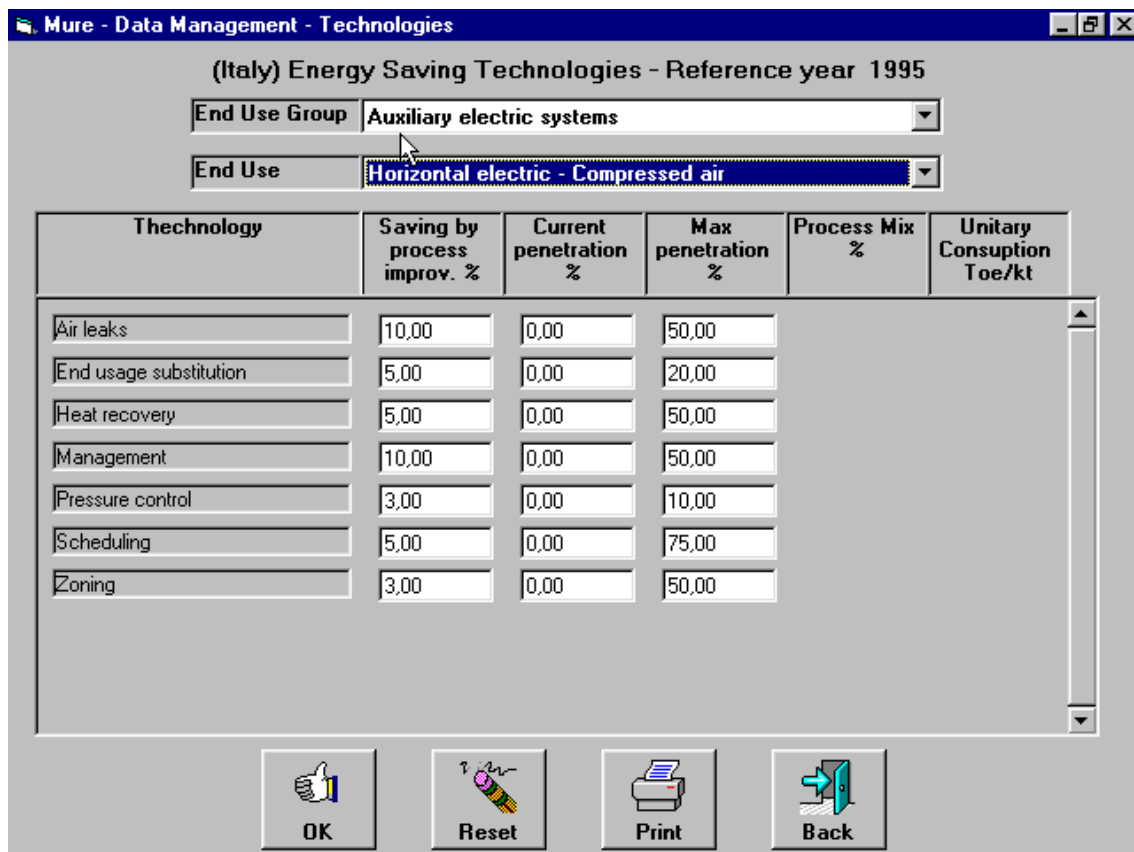 Mure - Data Management - Technologies
(Italy) Energy Saving Technologies - Reference year 1995
End Use Group Auxiliary electric systems
End Use Horizontal electric - Compressed air
Thechnology Saving by process improv. % Current penetration % Max penetration % Process Mix % Unitary Consuption Toe/kt
Air leaks 10,00 0,00 50,00
End usage substitution 5,00 0,00 20,00
Heat recovery 5,00 0,00 50,00
Management 10,00 0,00 50,00
Pressure control 3,00 0,00 10,00
Scheduling 5,00 0,00 75,00
Zoning 3,00 0,00 50,00
OK Reset Print Back